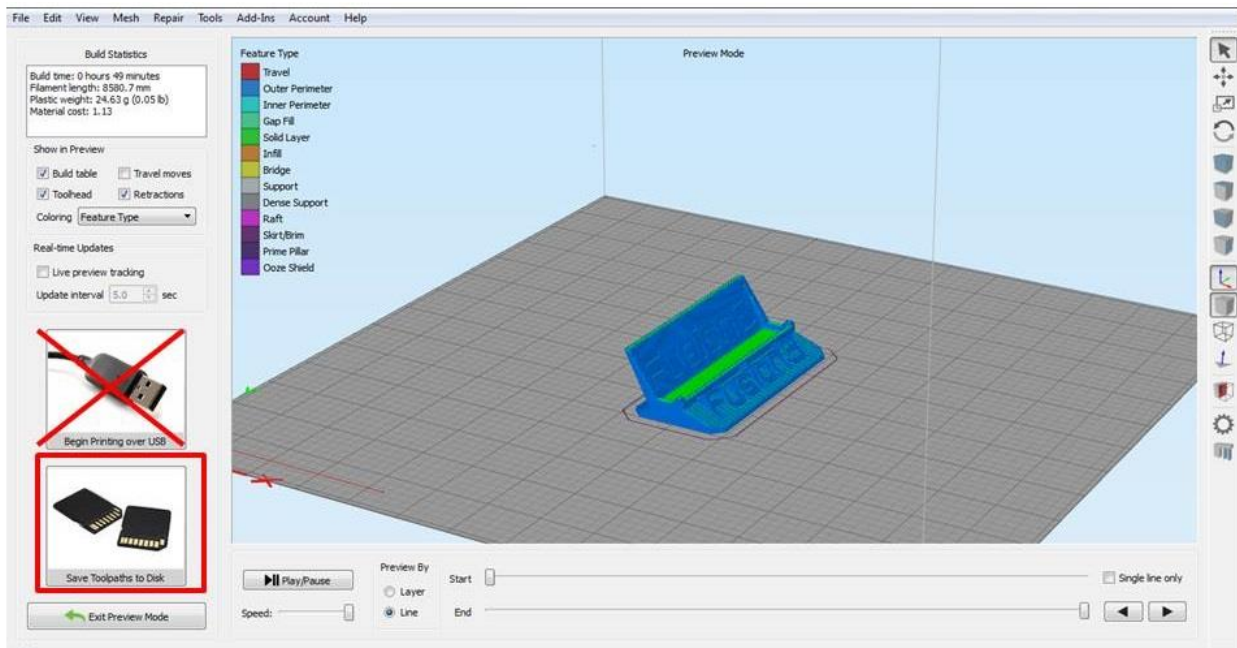 File Edit View Mesh Repair Tools Add-Ins Account Help
Build Statistics
Build time: 0 hours 49 minutes
Filament length: 8580.7 mm
Plastic weight: 24.63 g (0.05 lb)
Material cost: 1.13
Show in Preview
Build table
Travel moves
Toolhead
Retractions
Coloring Feature Type
Real-time Updates
Live preview tracking
Update interval 5.0 sec
Begin Printing over USB
Save Toolpaths to Disk
Exit Preview Mode
Feature Type
Travel
Outer Perimeter
Inner Perimeter
Gap Fill
Solid Layer
Infill
Bridge
Support
Dense Support
Raft
Skirt/Brim
Prime Pillar
Ooze Shield
Preview Mode
Fusion3
Play/Pause
Speed:
Preview By
Layer
Line
Start
End
Single line only